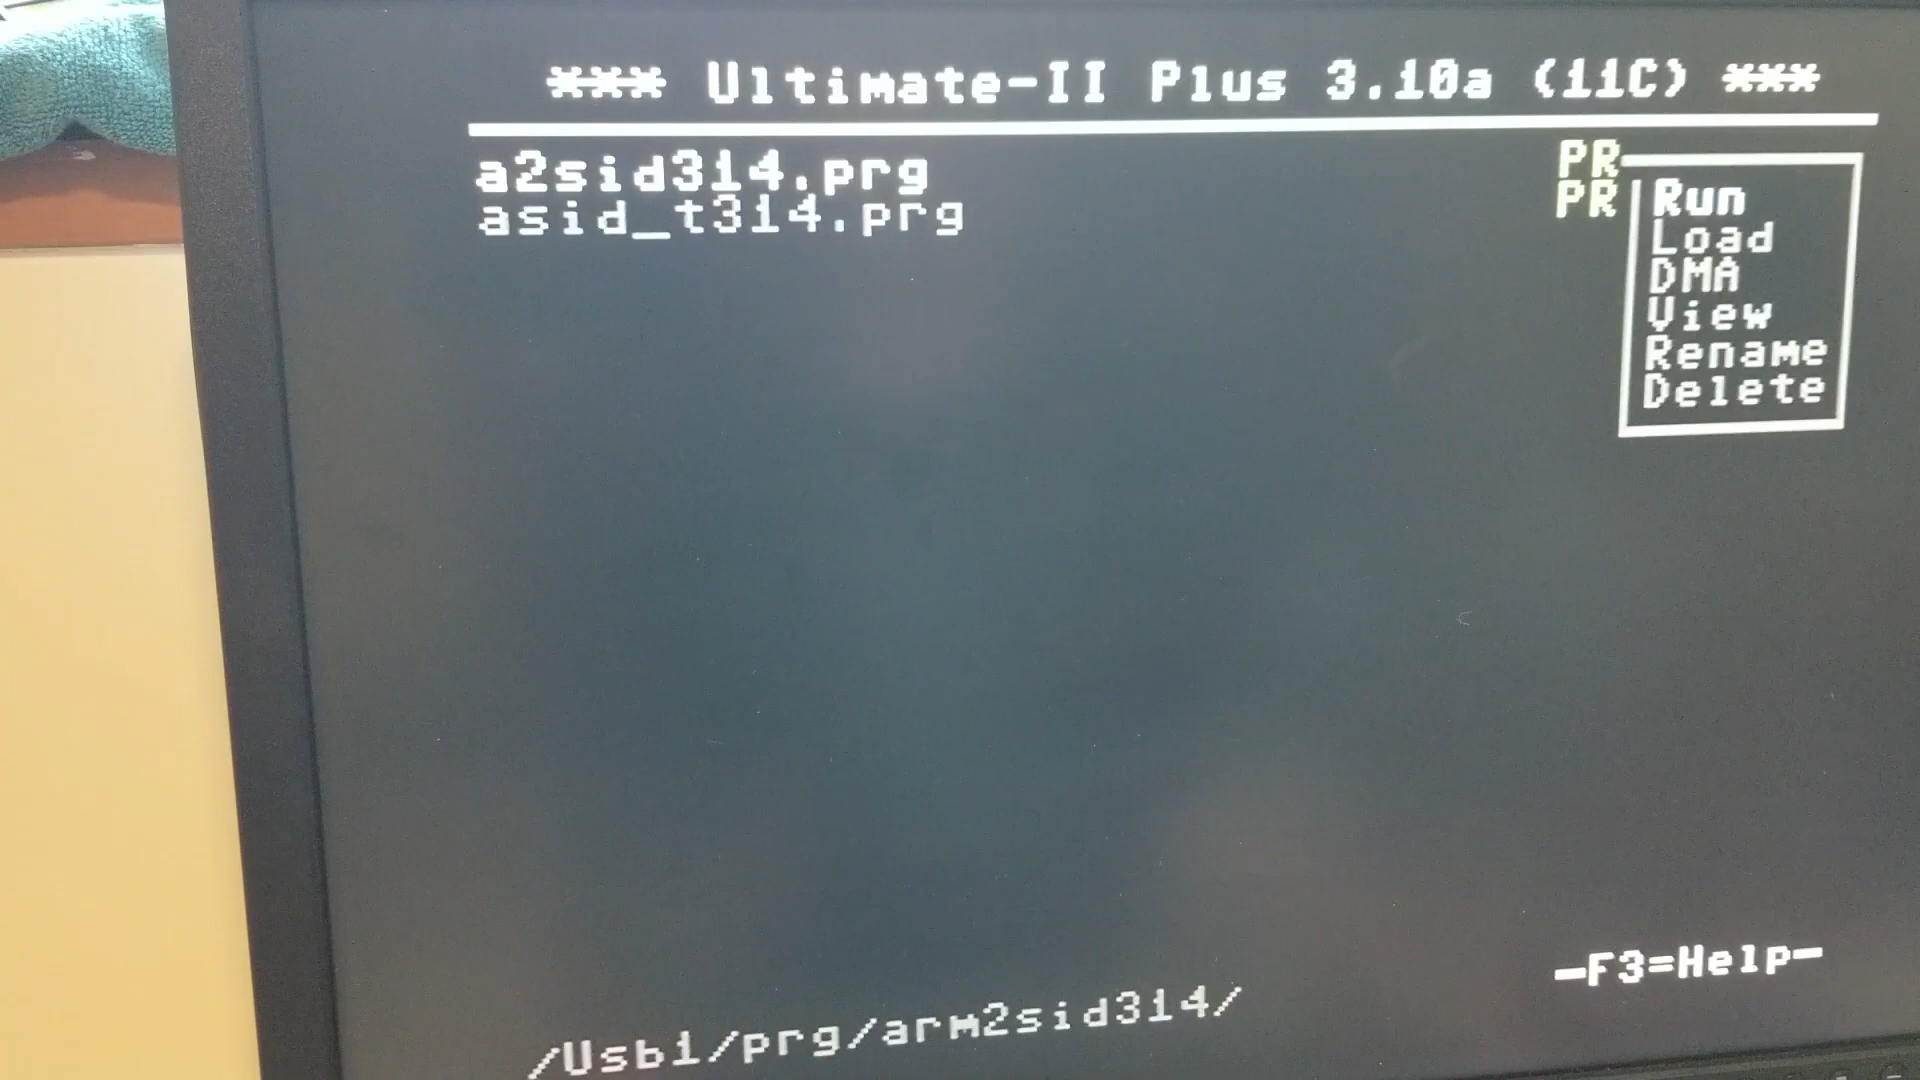 *** Ultimate-II Plus 3.10a (11C) ***
a2sid314.prg PR
asid_t314.prg PR
Run
Load
DMA
View
Rename
Delete
-F3=Help-
/Usb1/prg/arm2sid314/